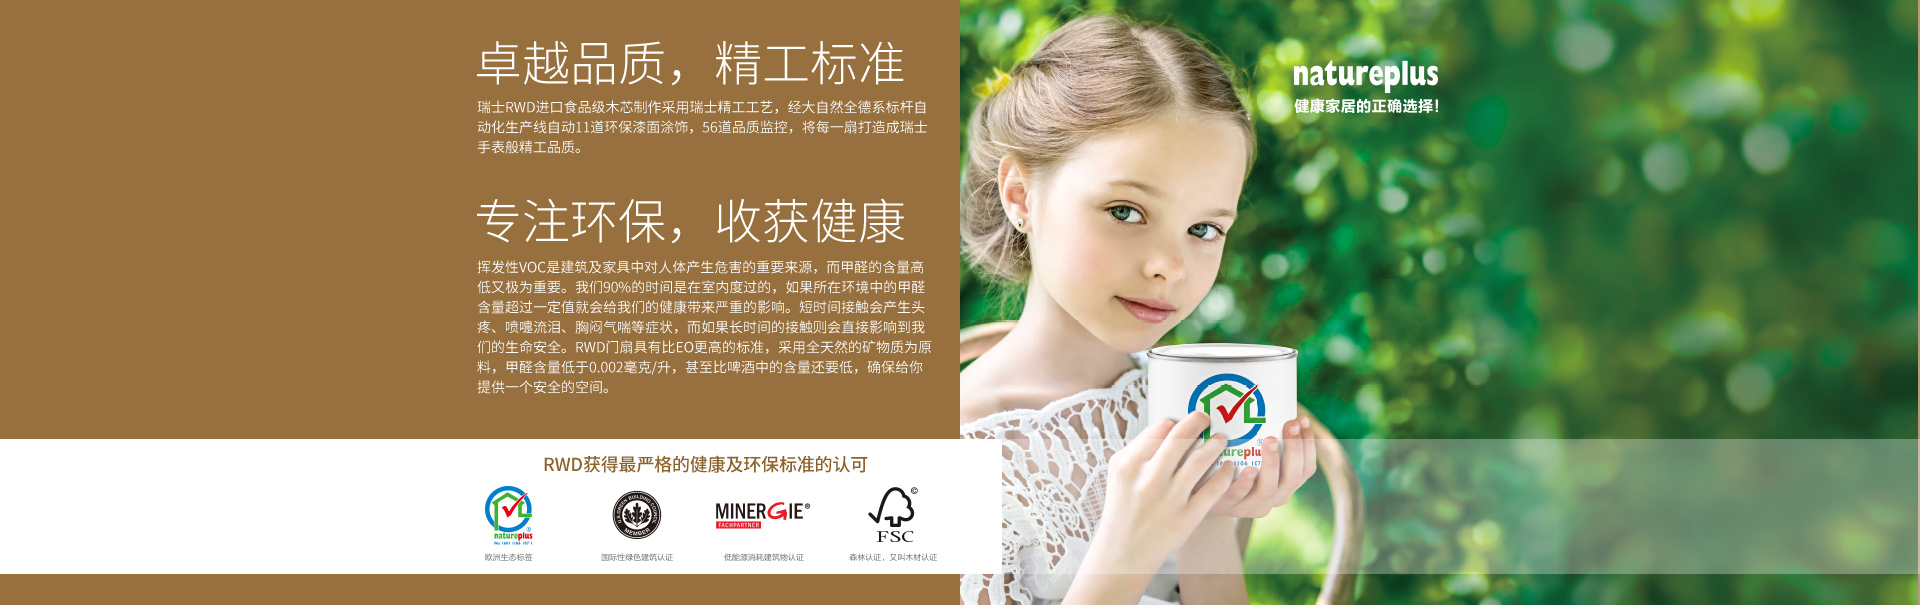 卓越品质，精工标准
瑞士RWD进口食品级木芯制作采用瑞士精工工艺，经大自然全德系标杆自
动化生产线自动11道环保漆面涂饰，56道品质监控，将每一扇打造成瑞士
手表般精工品质。
专注环保，收获健康
挥发性VOC是建筑及家具中对人体产生危害的重要来源，而甲醛的含量高
低又极为重要。我们90%的时间是在室内度过的，如果所在环境中的甲醛
含量超过一定值就会给我们的健康带来严重的影响。短时间接触会产生头
疼、喷嚏流泪、胸闷气喘等症状，而如果长时间的接触则会直接影响到我
们的生命安全。RWD门扇具有比EO更高的标准，采用全天然的矿物质为原
料，甲醛含量低于0.002毫克/升，甚至比啤酒中的含量还要低，确保给你
提供一个安全的空间。
RWD获得最严格的健康及环保标准的认可
natureplus
U.S. GREEN BUILDING COUNCIL
MEMBER
MINERGIE®
FACHPARTNER
©
FSC
欧洲生态标签
国际性绿色建筑认证
低能源消耗建筑物认证
森林认证，又叫木材认证
natureplus
健康家居的正确选择！
®
ureplu